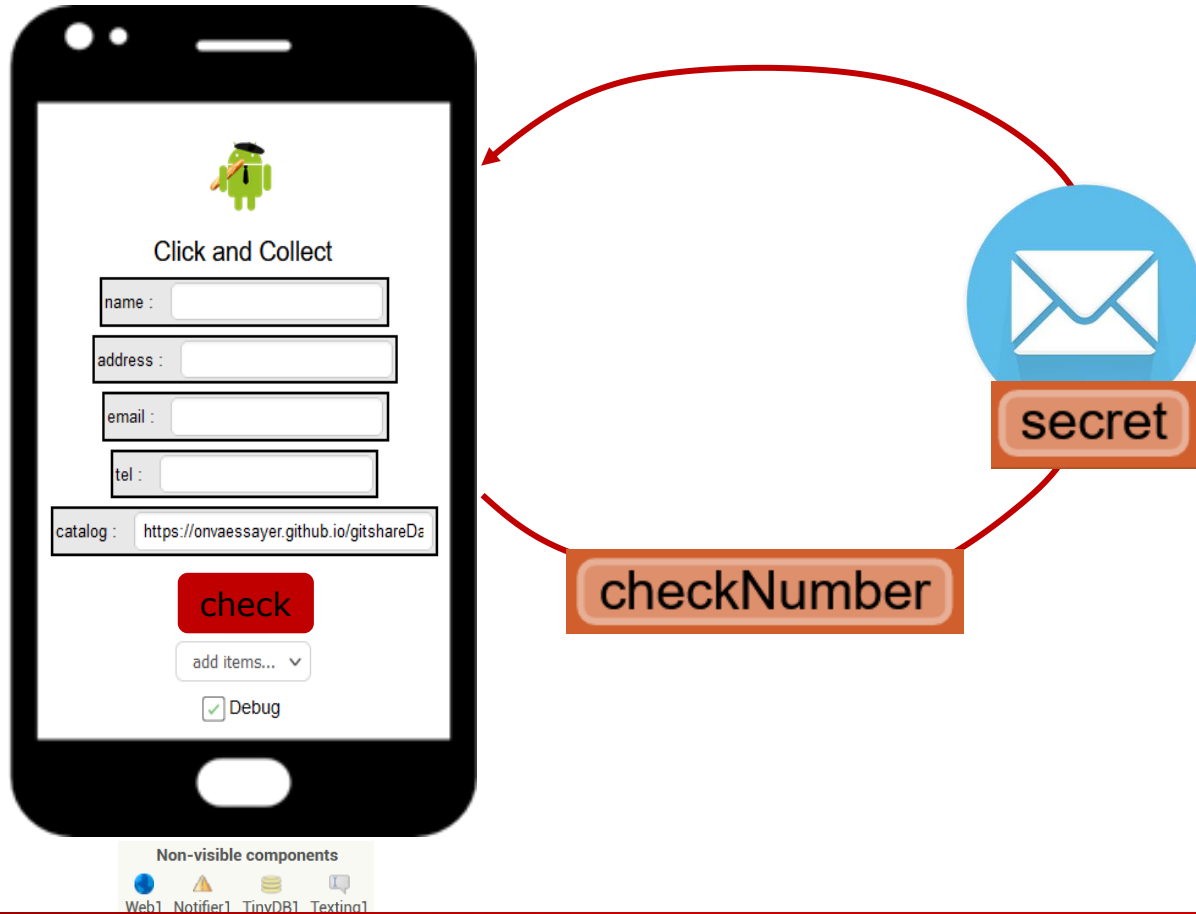 Click and Collect
name :
address :
email :
tel :
catalog : https://onvaessayer.github.io/gitshareDa
check
add items...
Debug
secret
checkNumber
Non-visible components
Web1 Notifier1 TinyDB1 Texting1